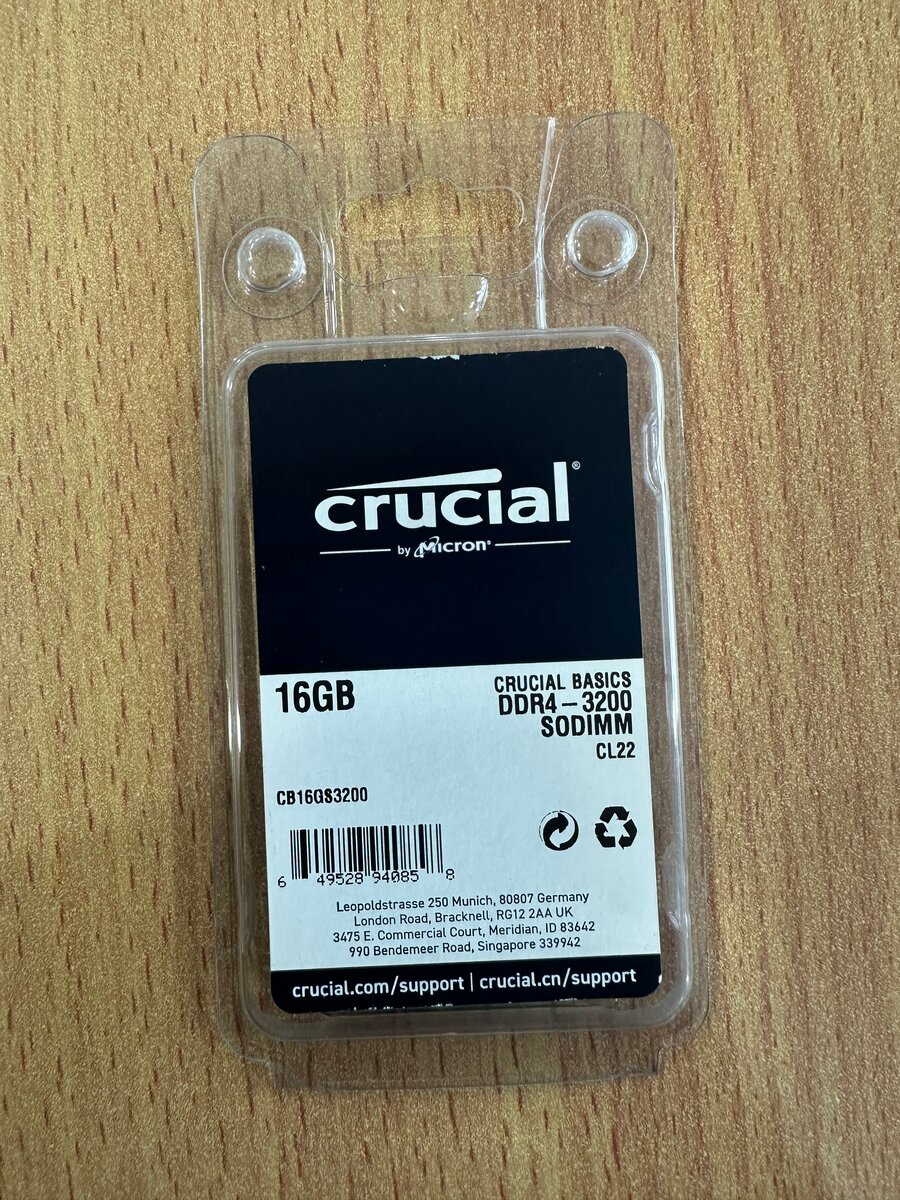 crucial®
by Micron®
16GB
CRUCIAL BASICS
DDR4-3200
SODIMM
CL22
CB16GS3200
6 49528 94085 8
Leopoldstrasse 250 Munich, 80807 Germany
London Road, Bracknell, RG12 2AA UK
3475 E. Commercial Court, Meridian, ID 83642
990 Bendemeer Road, Singapore 339942
crucial.com/support | crucial.cn/support